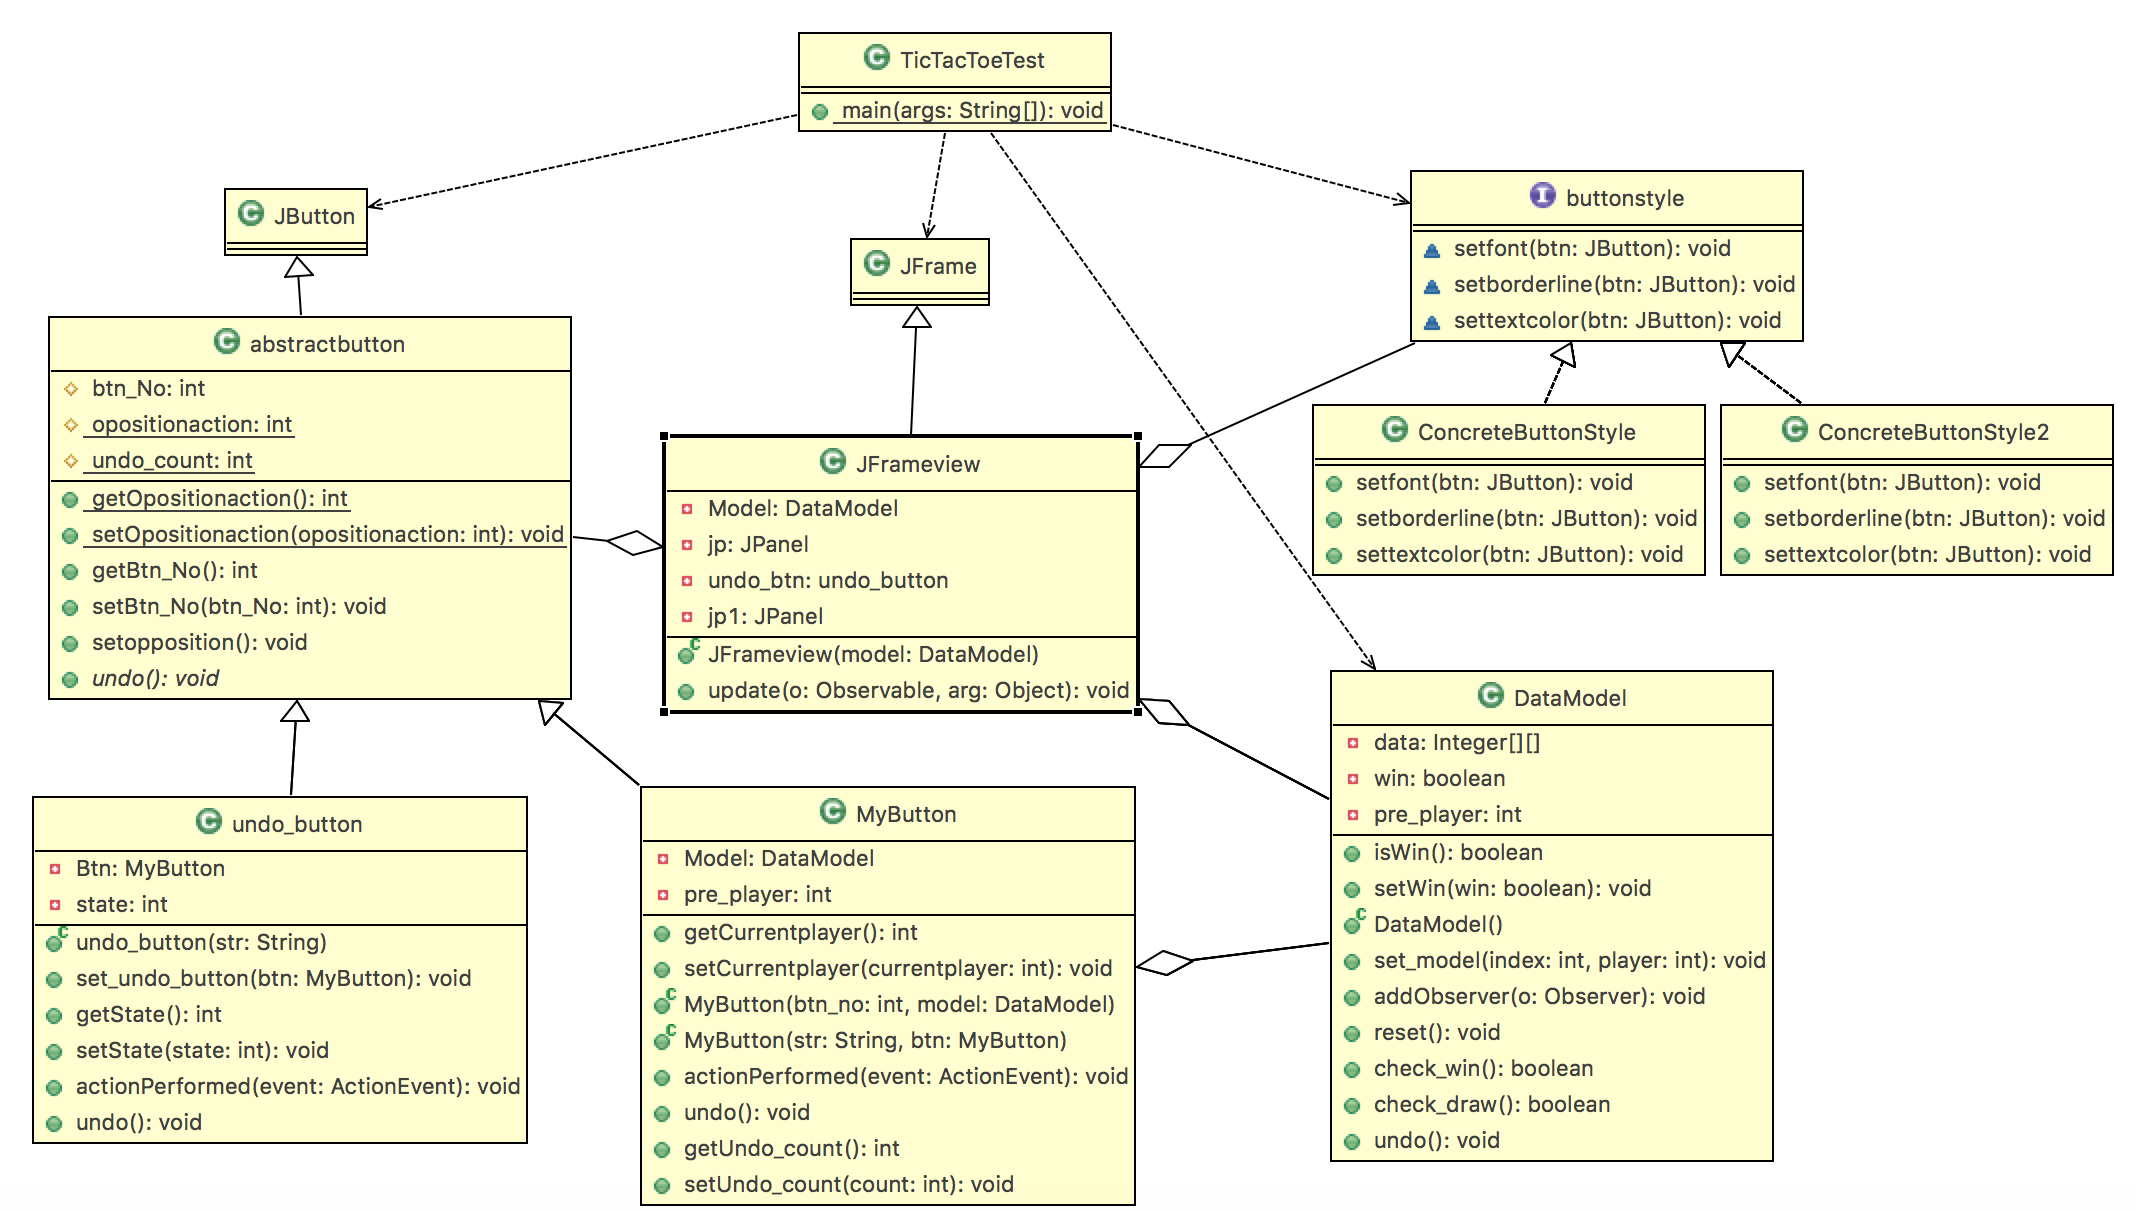 TicTacToeTest
main(args: String[]): void
JButton
JFrame
buttonstyle
setfont(btn: JButton): void
setborderline(btn: JButton): void
settextcolor(btn: JButton): void
abstractbutton
btn_No: int
opositionaction: int
undo_count: int
getOpositionaction(): int
setOpositionaction(opositionaction: int): void
getBtn_No(): int
setBtn_No(btn_No: int): void
setopposition(): void
undo(): void
JFrameview
Model: DataModel
jp: JPanel
undo_btn: undo_button
jp1: JPanel
JFrameview(model: DataModel)
update(o: Observable, arg: Object): void
ConcreteButtonStyle
setfont(btn: JButton): void
setborderline(btn: JButton): void
settextcolor(btn: JButton): void
ConcreteButtonStyle2
setfont(btn: JButton): void
setborderline(btn: JButton): void
settextcolor(btn: JButton): void
undo_button
Btn: MyButton
state: int
undo_button(str: String)
set_undo_button(btn: MyButton): void
getState(): int
setState(state: int): void
actionPerformed(event: ActionEvent): void
undo(): void
MyButton
Model: DataModel
pre_player: int
getCurrentplayer(): int
setCurrentplayer(currentplayer: int): void
MyButton(btn_no: int, model: DataModel)
MyButton(str: String, btn: MyButton)
actionPerformed(event: ActionEvent): void
undo(): void
getUndo_count(): int
setUndo_count(count: int): void
DataModel
data: Integer[][]
win: boolean
pre_player: int
isWin(): boolean
setWin(win: boolean): void
DataModel()
set_model(index: int, player: int): void
addObserver(o: Observer): void
reset(): void
check_win(): boolean
check_draw(): boolean
undo(): void